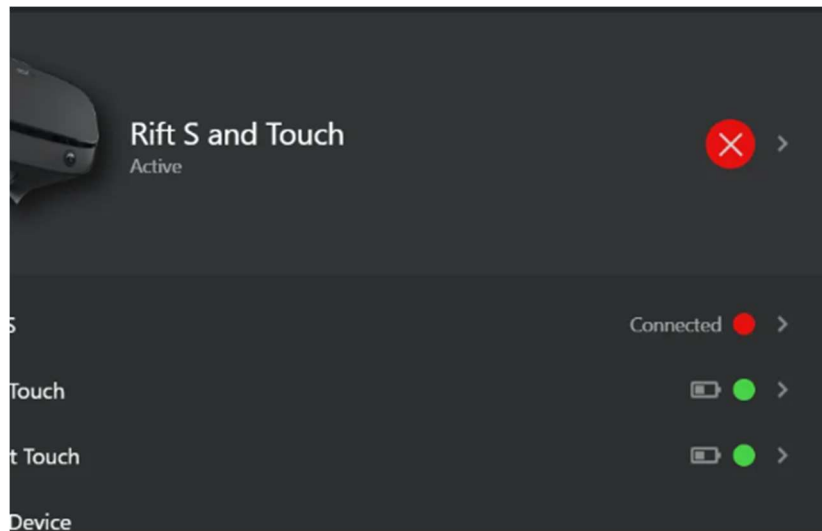 Rift S and Touch
Active
S Connected
Touch
t Touch
Device